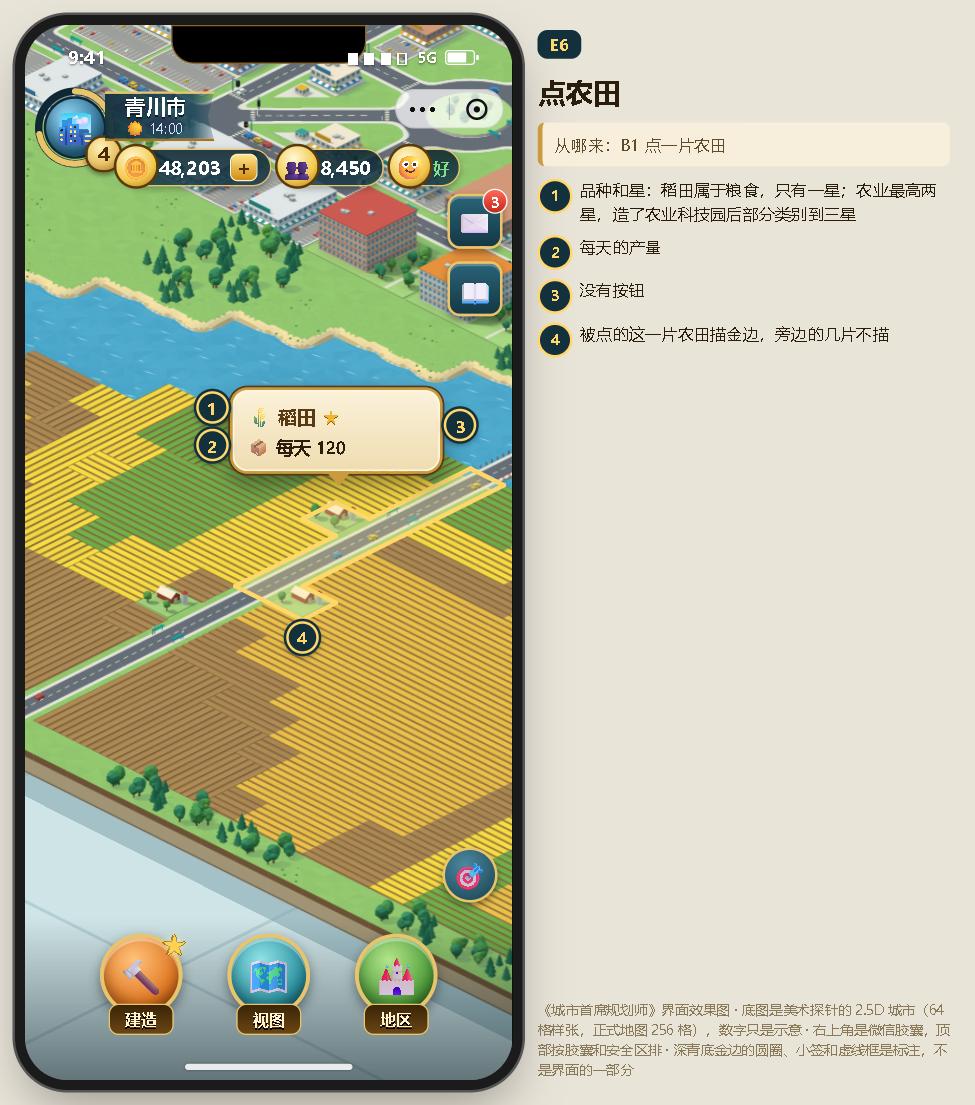 9:41
5G
青川市
14:00
4
48,203
+
8,450
好
3
1
稻田
2
每天 120
3
4
建造
视图
地区
E6
点农田
从哪来：B1 点一片农田
1
品种和星：稻田属于粮食，只有一星；农业最高两
星，造了农业科技园后部分类别到三星
2
每天的产量
3
没有按钮
4
被点的这一片农田描金边，旁边的几片不描
《城市首席规划师》界面效果图 · 底图是美术探针的 2.5D 城市（64
格样张，正式地图 256 格），数字只是示意 · 右上角是微信胶囊，顶
部按胶囊和安全区排 · 深青底金边的圆圈、小签和虚线框是标注，不
是界面的一部分